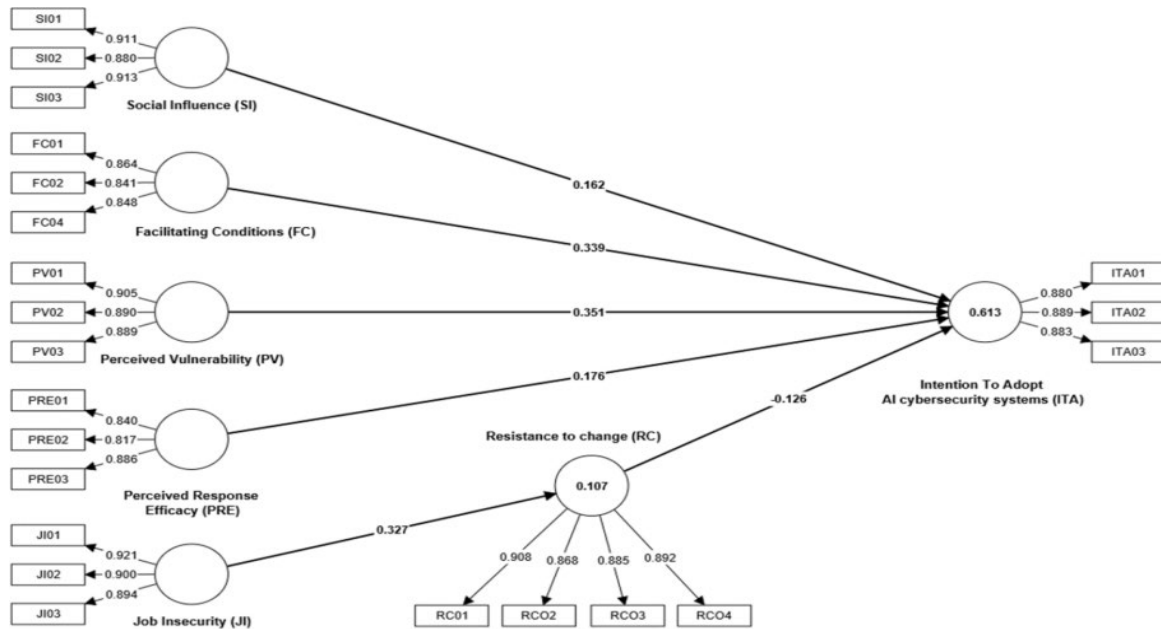 SI01
0.911
SI02
0.880
0.913
SI03
Social Influence (SI)
FC01
0.864
FC02
0.841
0.848
FC04
Facilitating Conditions (FC)
PV01
0.905
PV02
0.890
0.889
PV03
Perceived Vulnerability (PV)
PRE01
0.840
PRE02
0.817
0.886
PRE03
Perceived Response
Efficacy (PRE)
JI01
0.921
JI02
0.900
0.894
JI03
Job Insecurity (JI)
0.162
0.339
0.351
0.176
-0.126
0.327
Resistance to change (RC)
0.107
0.908
0.868
0.885
0.892
RC01
RCO2
RCO3
RCO4
0.613
0.880
0.889
0.883
ITA01
ITA02
ITA03
Intention To Adopt
AI cybersecurity systems (ITA)